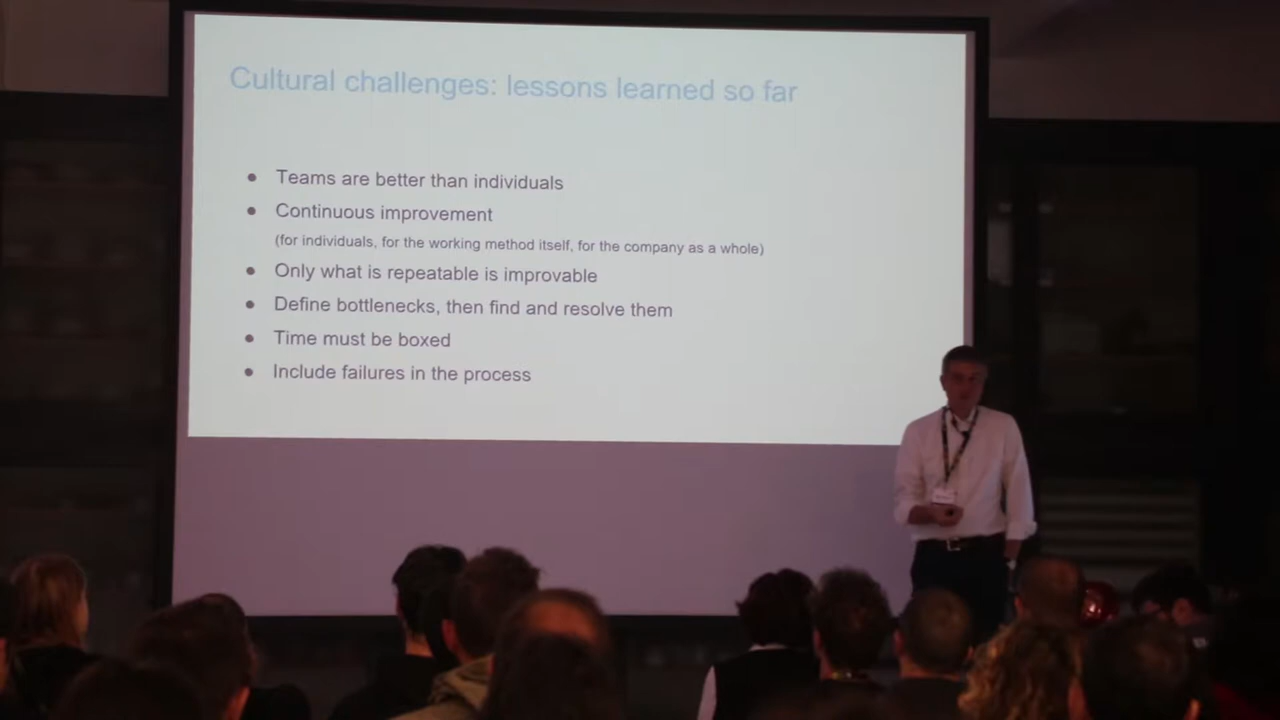 Cultural challenges: lessons learned so far
● Teams are better than individuals
● Continuous improvement
(for individuals, for the working method itself, for the company as a whole)
● Only what is repeatable is improvable
● Define bottlenecks, then find and resolve them
● Time must be boxed
● Include failures in the process